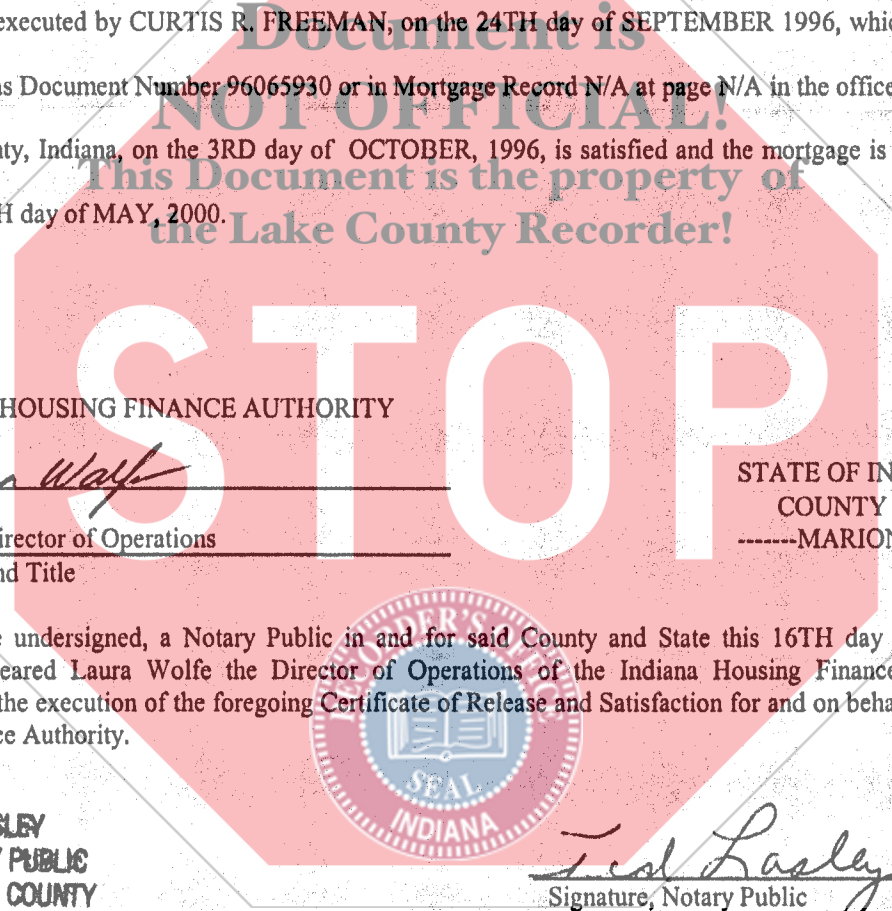 executed by CURTIS R. FREEMAN, on the 24TH day of SEPTEMBER 1996, whic
Document is
as Document Number 96065930 or in Mortgage Record N/A at page N/A in the office
NOT OFFICIAL!
nty, Indiana, on the 3RD day of OCTOBER, 1996, is satisfied and the mortgage is
This Document is the property of
H day of MAY, 2000.
the Lake County Recorder!
STOP
HOUSING FINANCE AUTHORITY
Wolfe
STATE OF IN
COUNTY
irector of Operations
-------MARION
nd Title
e undersigned, a Notary Public in and for said County and State this 16TH day
eared Laura Wolfe the Director of Operations of the Indiana Housing Finance
the execution of the foregoing Certificate of Release and Satisfaction for and on beha
ce Authority.
RECORDER'S OFFICE
SEAL
INDIANA
SLEY
Y PUBLIC
COUNTY
Ted Lasley
Signature, Notary Public